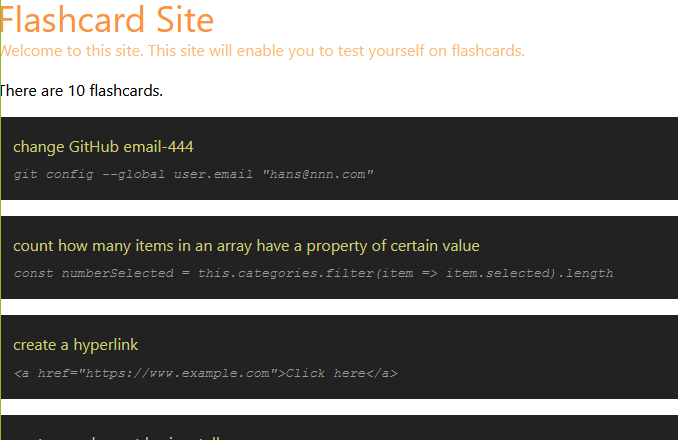 Flashcard Site
Welcome to this site. This site will enable you to test yourself on flashcards.
There are 10 flashcards.
change GitHub email-444
git config --global user.email "hans@nnn.com"
count how many items in an array have a property of certain value
const numberSelected = this.categories.filter(item => item.selected).length
create a hyperlink
<a href="https://www.example.com">Click here</a>